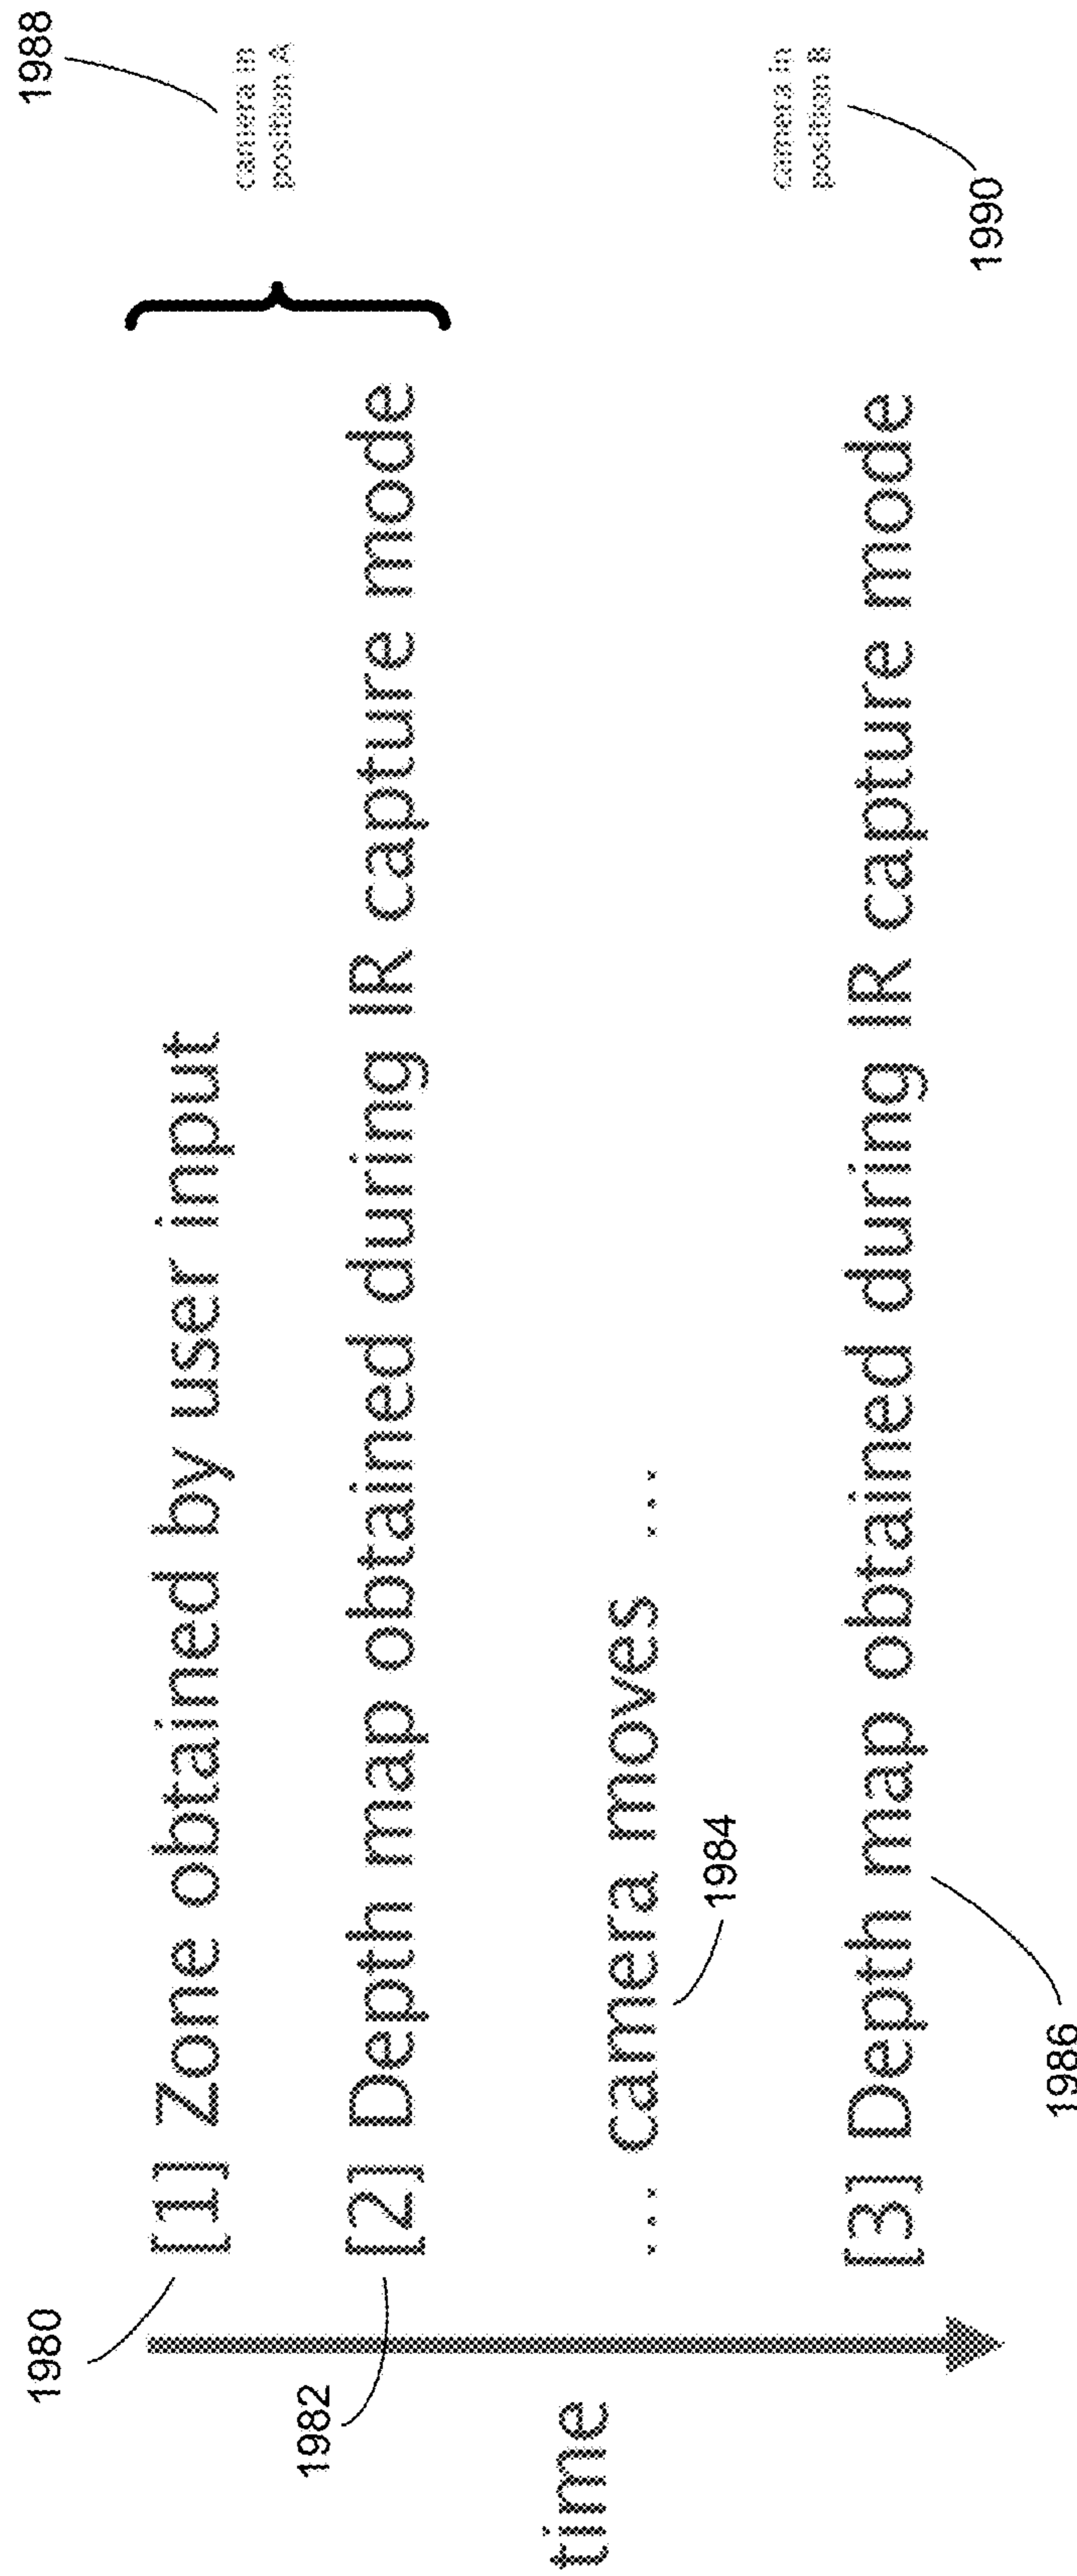 1980
[1] Zone obtained by user input
1988
camera in
position A
1982
[2] Depth map obtained during IR capture mode
time
... camera moves ...
1984
[3] Depth map obtained during IR capture mode
camera in
position B
1986
1990